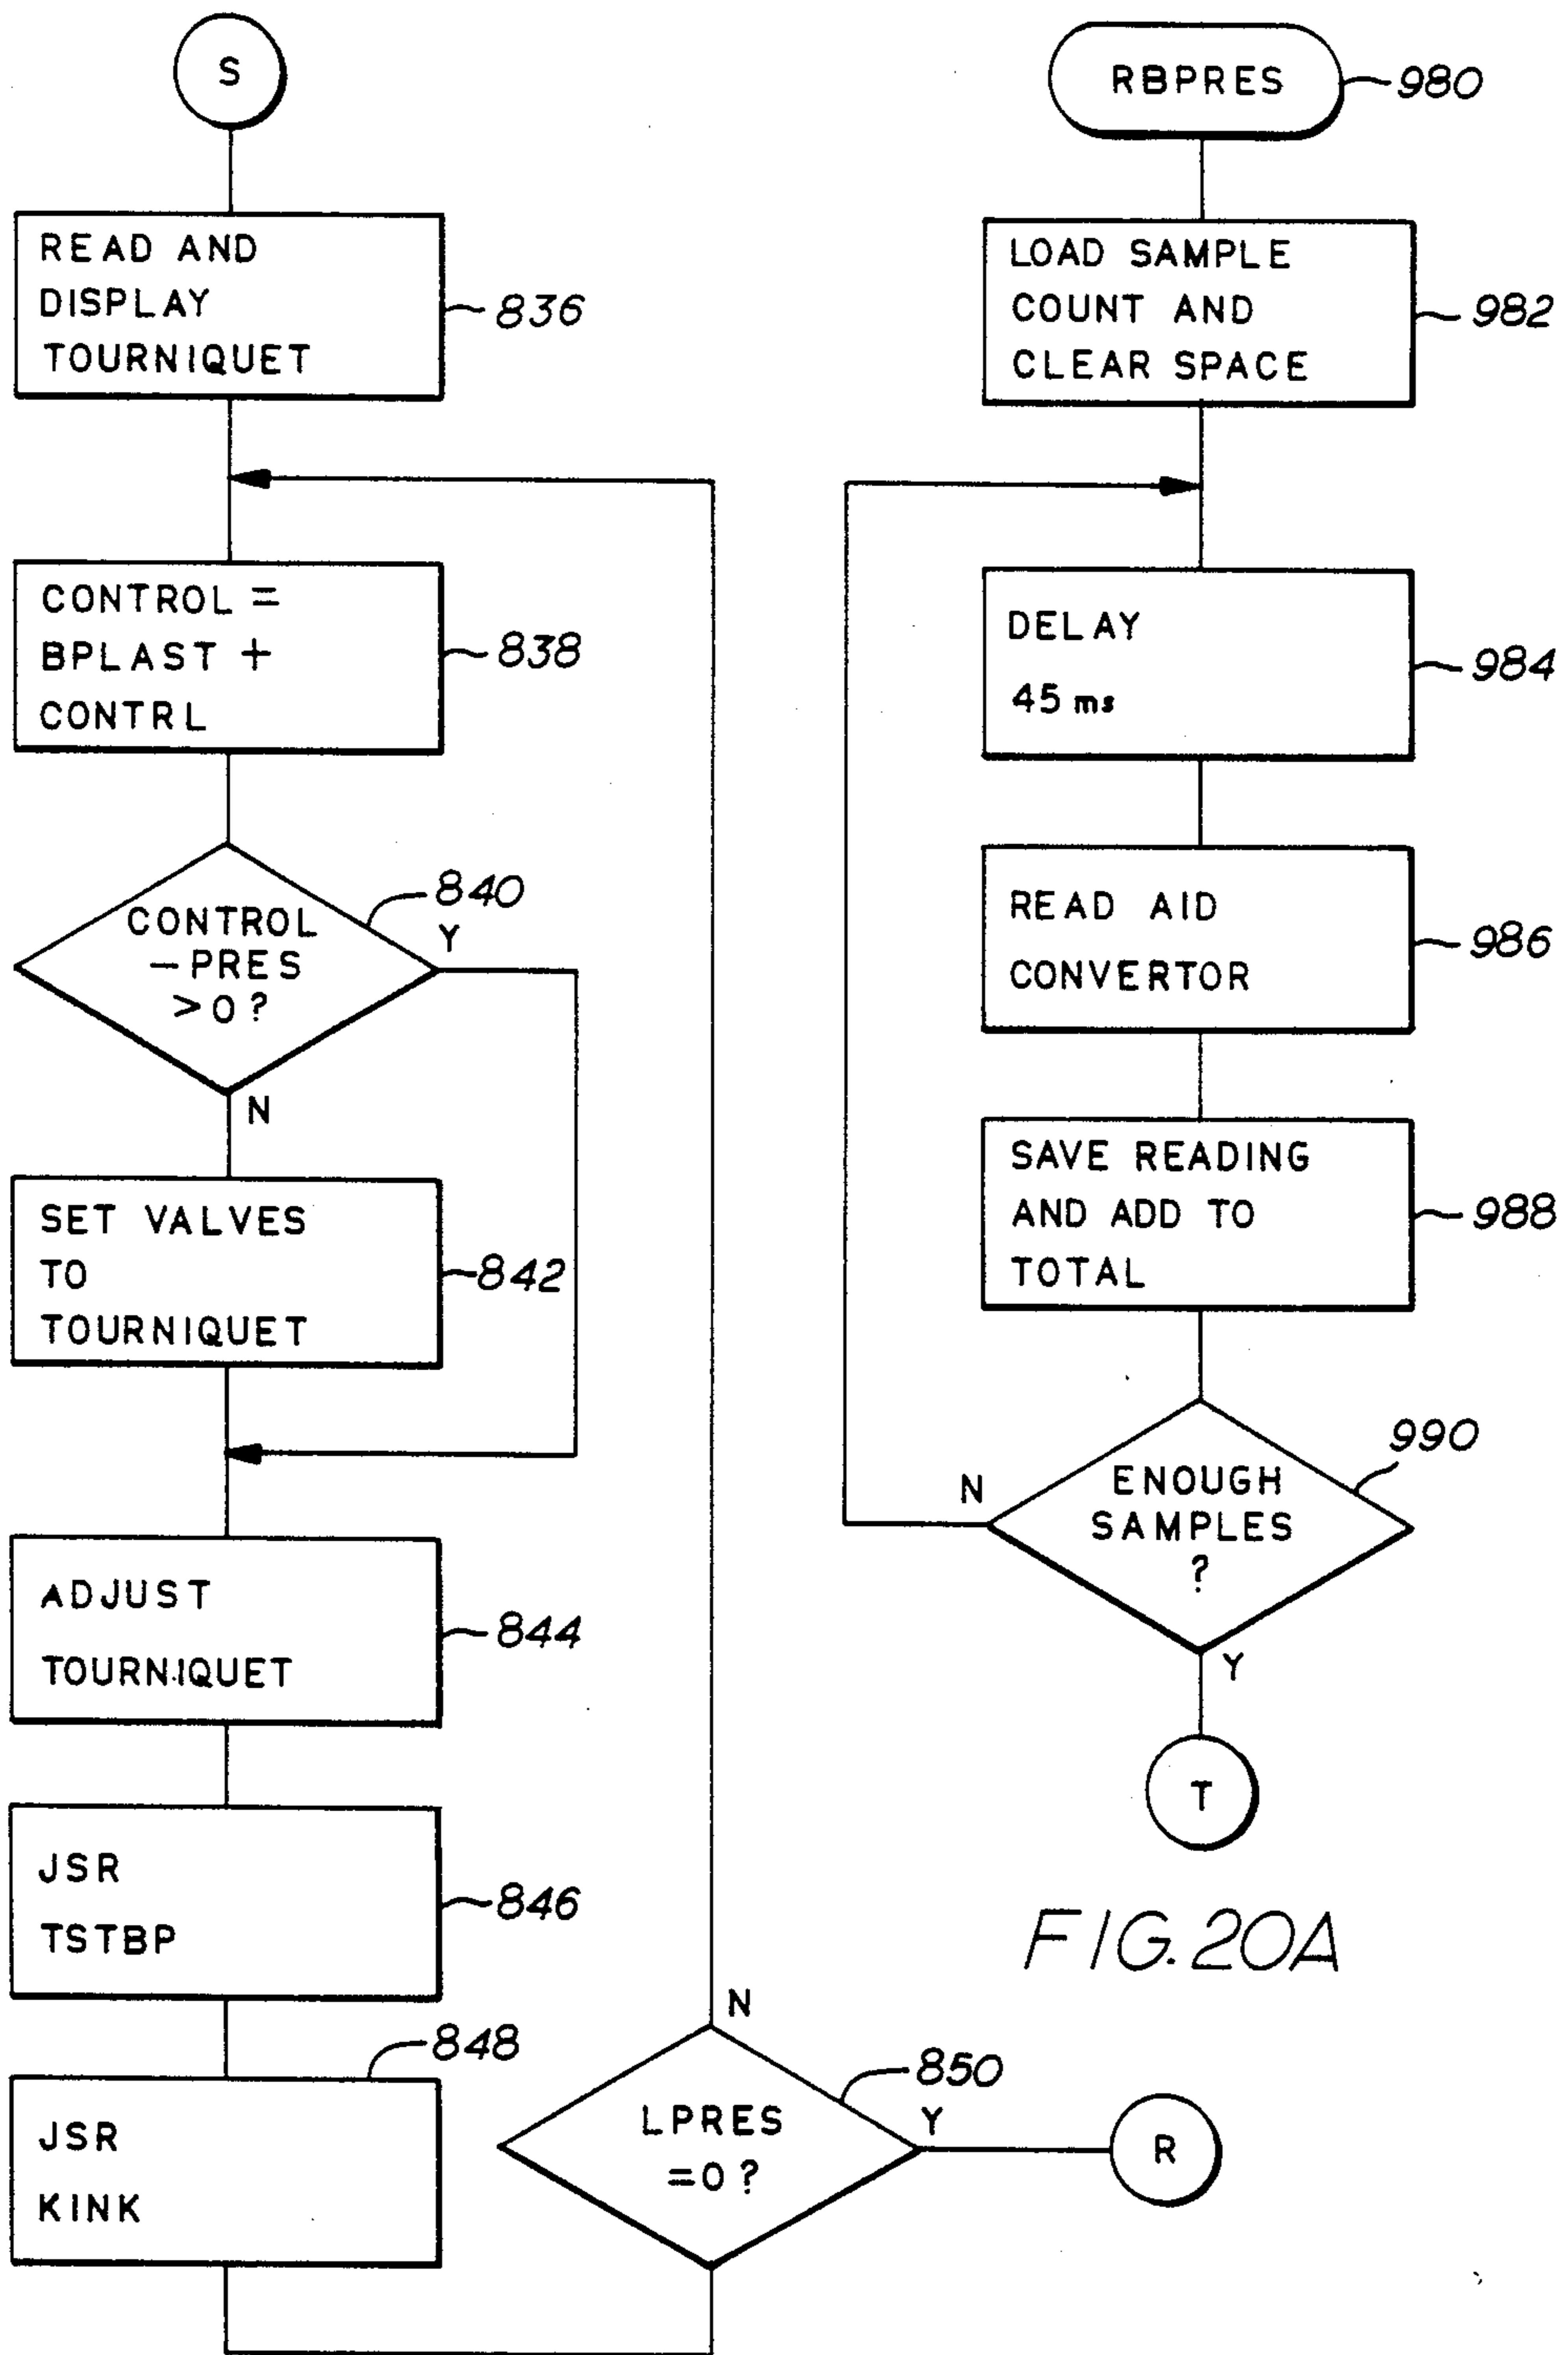 S
READ AND
DISPLAY
TOURNIQUET
836
CONTROL =
BPLAST +
CONTRL
838
840
CONTROL
-PRES
>0?
Y
N
SET VALVES
TO
TOURNIQUET
842
ADJUST
TOURNIQUET
844
JSR
TSTBP
846
848
JSR
KINK
N
850
LPRES
=0?
Y
R
RBPRES
980
LOAD SAMPLE
COUNT AND
CLEAR SPACE
982
DELAY
45 ms
984
READ AID
CONVERTOR
986
SAVE READING
AND ADD TO
TOTAL
988
990
N
ENOUGH
SAMPLES
?
Y
T
FIG. 20A